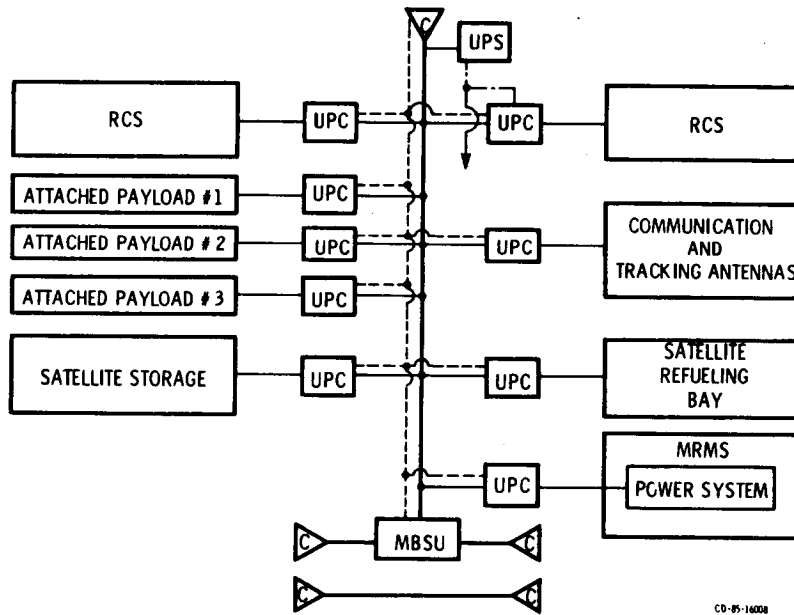 C
UPS
RCS
UPC
UPC
RCS
ATTACHED PAYLOAD #1
UPC
ATTACHED PAYLOAD #2
UPC
UPC
COMMUNICATION
AND
TRACKING ANTENNAS
ATTACHED PAYLOAD #3
UPC
SATELLITE STORAGE
UPC
UPC
SATELLITE
REFUELING
BAY
UPC
MRMS
POWER SYSTEM
C
MBSU
C
C
C
CD-85-16008